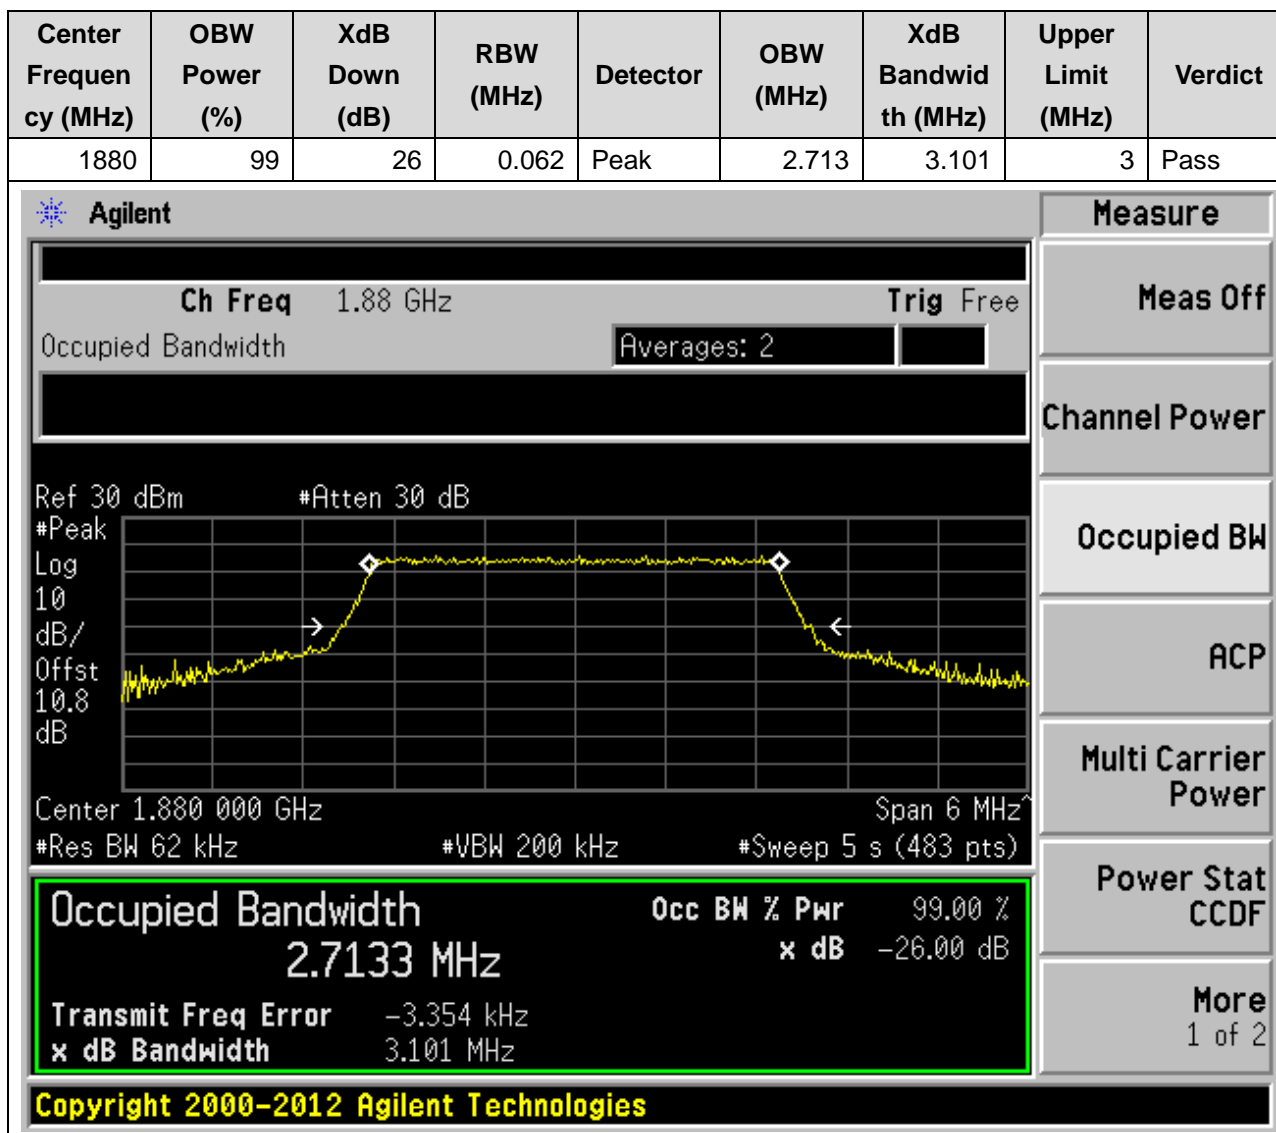 Center Frequen cy (MHz) OBW Power (%) XdB Down (dB) RBW (MHz) Detector OBW (MHz) XdB Bandwid th (MHz) Upper Limit (MHz) Verdict
1880 99 26 0.062 Peak 2.713 3.101 3 Pass
Agilent
Measure
Ch Freq 1.88 GHz Trig Free
Occupied Bandwidth Averages: 2
Ref 30 dBm #Atten 30 dB
#Peak
Log
10
dB/
Offst
10.8
dB
Center 1.880 000 GHz Span 6 MHz^
#Res BW 62 kHz #VBW 200 kHz #Sweep 5 s (483 pts)
Occupied Bandwidth
2.7133 MHz
Occ BW % Pwr 99.00 %
x dB -26.00 dB
Transmit Freq Error -3.354 kHz
x dB Bandwidth 3.101 MHz
Meas Off
Channel Power
Occupied BW
ACP
Multi Carrier
Power
Power Stat
CCDF
More
1 of 2
Copyright 2000-2012 Agilent Technologies